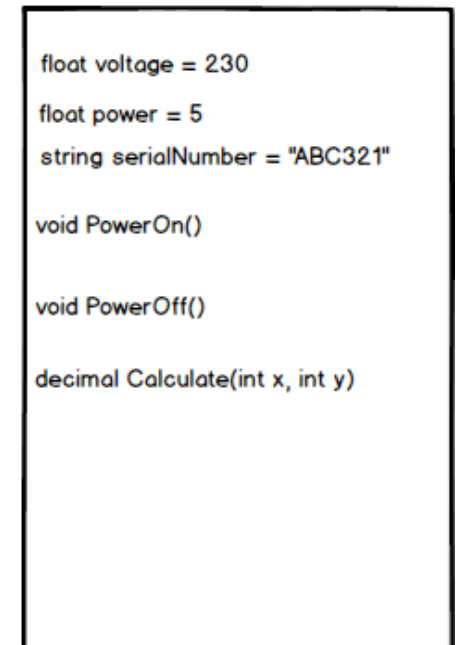 float voltage = 230
float power = 5
string serialNumber = "ABC321"
void PowerOn()
void PowerOff()
decimal Calculate(int x, int y)